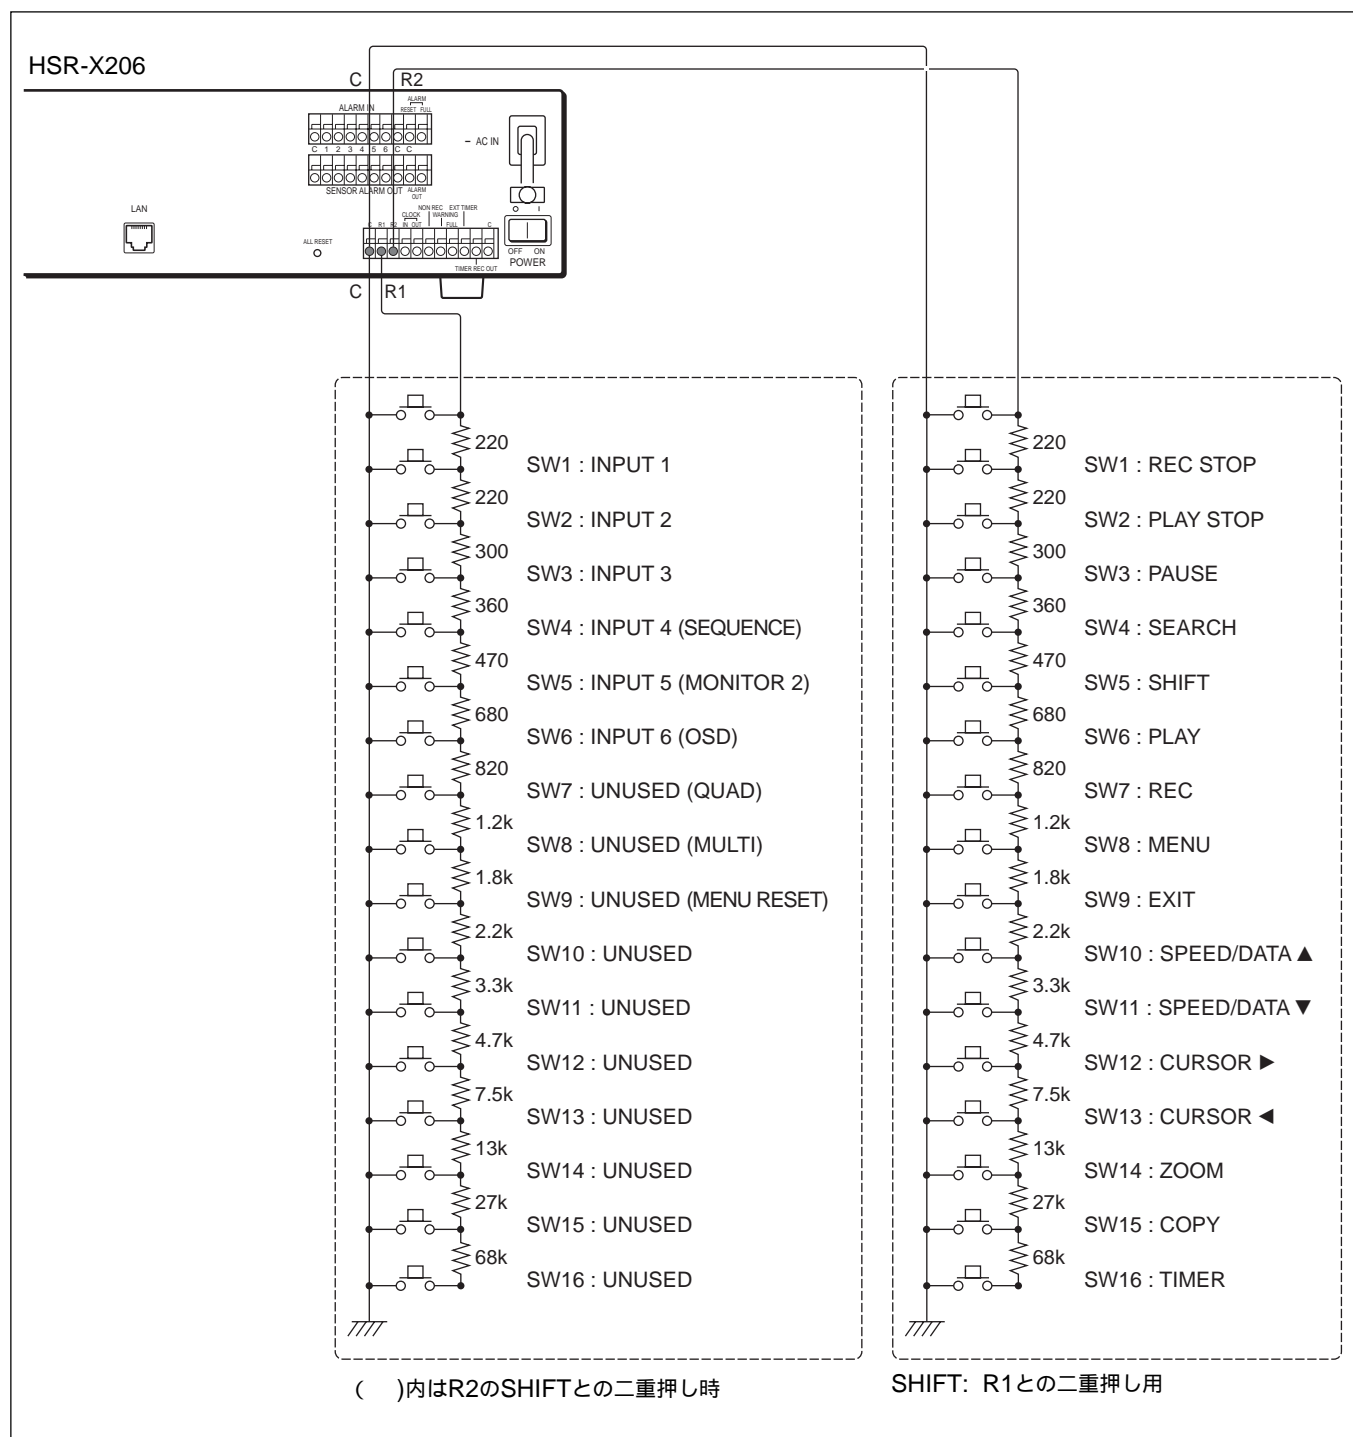 HSR-X206
C R2
ALARM
ALARM IN RESET FULL
C 1 2 3 4 5 6 C C
SENSOR ALARM OUT ALARM OUT
− AC IN
LAN
ALL RESET
NON REC EXT TIMER
CLOCK WARNING
C R1 R2 IN OUT FULL C
TIMER REC OUT
OFF ON
POWER
C R1
220
SW1 : INPUT 1
220
SW2 : INPUT 2
300
SW3 : INPUT 3
360
SW4 : INPUT 4 (SEQUENCE)
470
SW5 : INPUT 5 (MONITOR 2)
680
SW6 : INPUT 6 (OSD)
820
SW7 : UNUSED (QUAD)
1.2k
SW8 : UNUSED (MULTI)
1.8k
SW9 : UNUSED (MENU RESET)
2.2k
SW10 : UNUSED
3.3k
SW11 : UNUSED
4.7k
SW12 : UNUSED
7.5k
SW13 : UNUSED
13k
SW14 : UNUSED
27k
SW15 : UNUSED
68k
SW16 : UNUSED
(　)内はR2のSHIFTとの二重押し時
220
SW1 : REC STOP
220
SW2 : PLAY STOP
300
SW3 : PAUSE
360
SW4 : SEARCH
470
SW5 : SHIFT
680
SW6 : PLAY
820
SW7 : REC
1.2k
SW8 : MENU
1.8k
SW9 : EXIT
2.2k
SW10 : SPEED/DATA ▲
3.3k
SW11 : SPEED/DATA ▼
4.7k
SW12 : CURSOR ►
7.5k
SW13 : CURSOR ◄
13k
SW14 : ZOOM
27k
SW15 : COPY
68k
SW16 : TIMER
SHIFT: R1との二重押し用